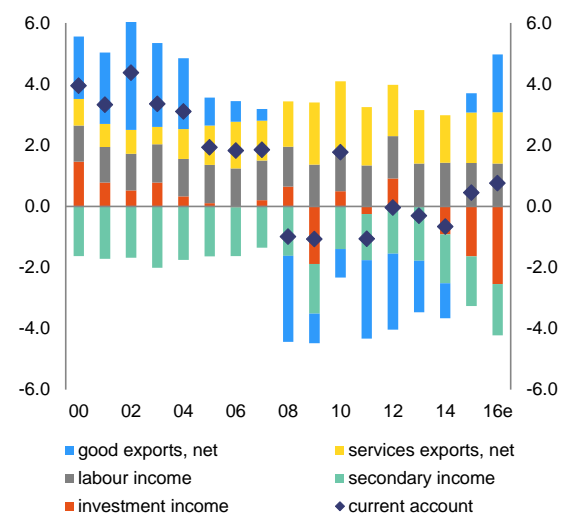 6.0 6.0
4.0 4.0
2.0 2.0
0.0 0.0
-2.0 -2.0
-4.0 -4.0
-6.0 -6.0
00 02 04 06 08 10 12 14 16e
good exports, net services exports, net
labour income secondary income
investment income current account